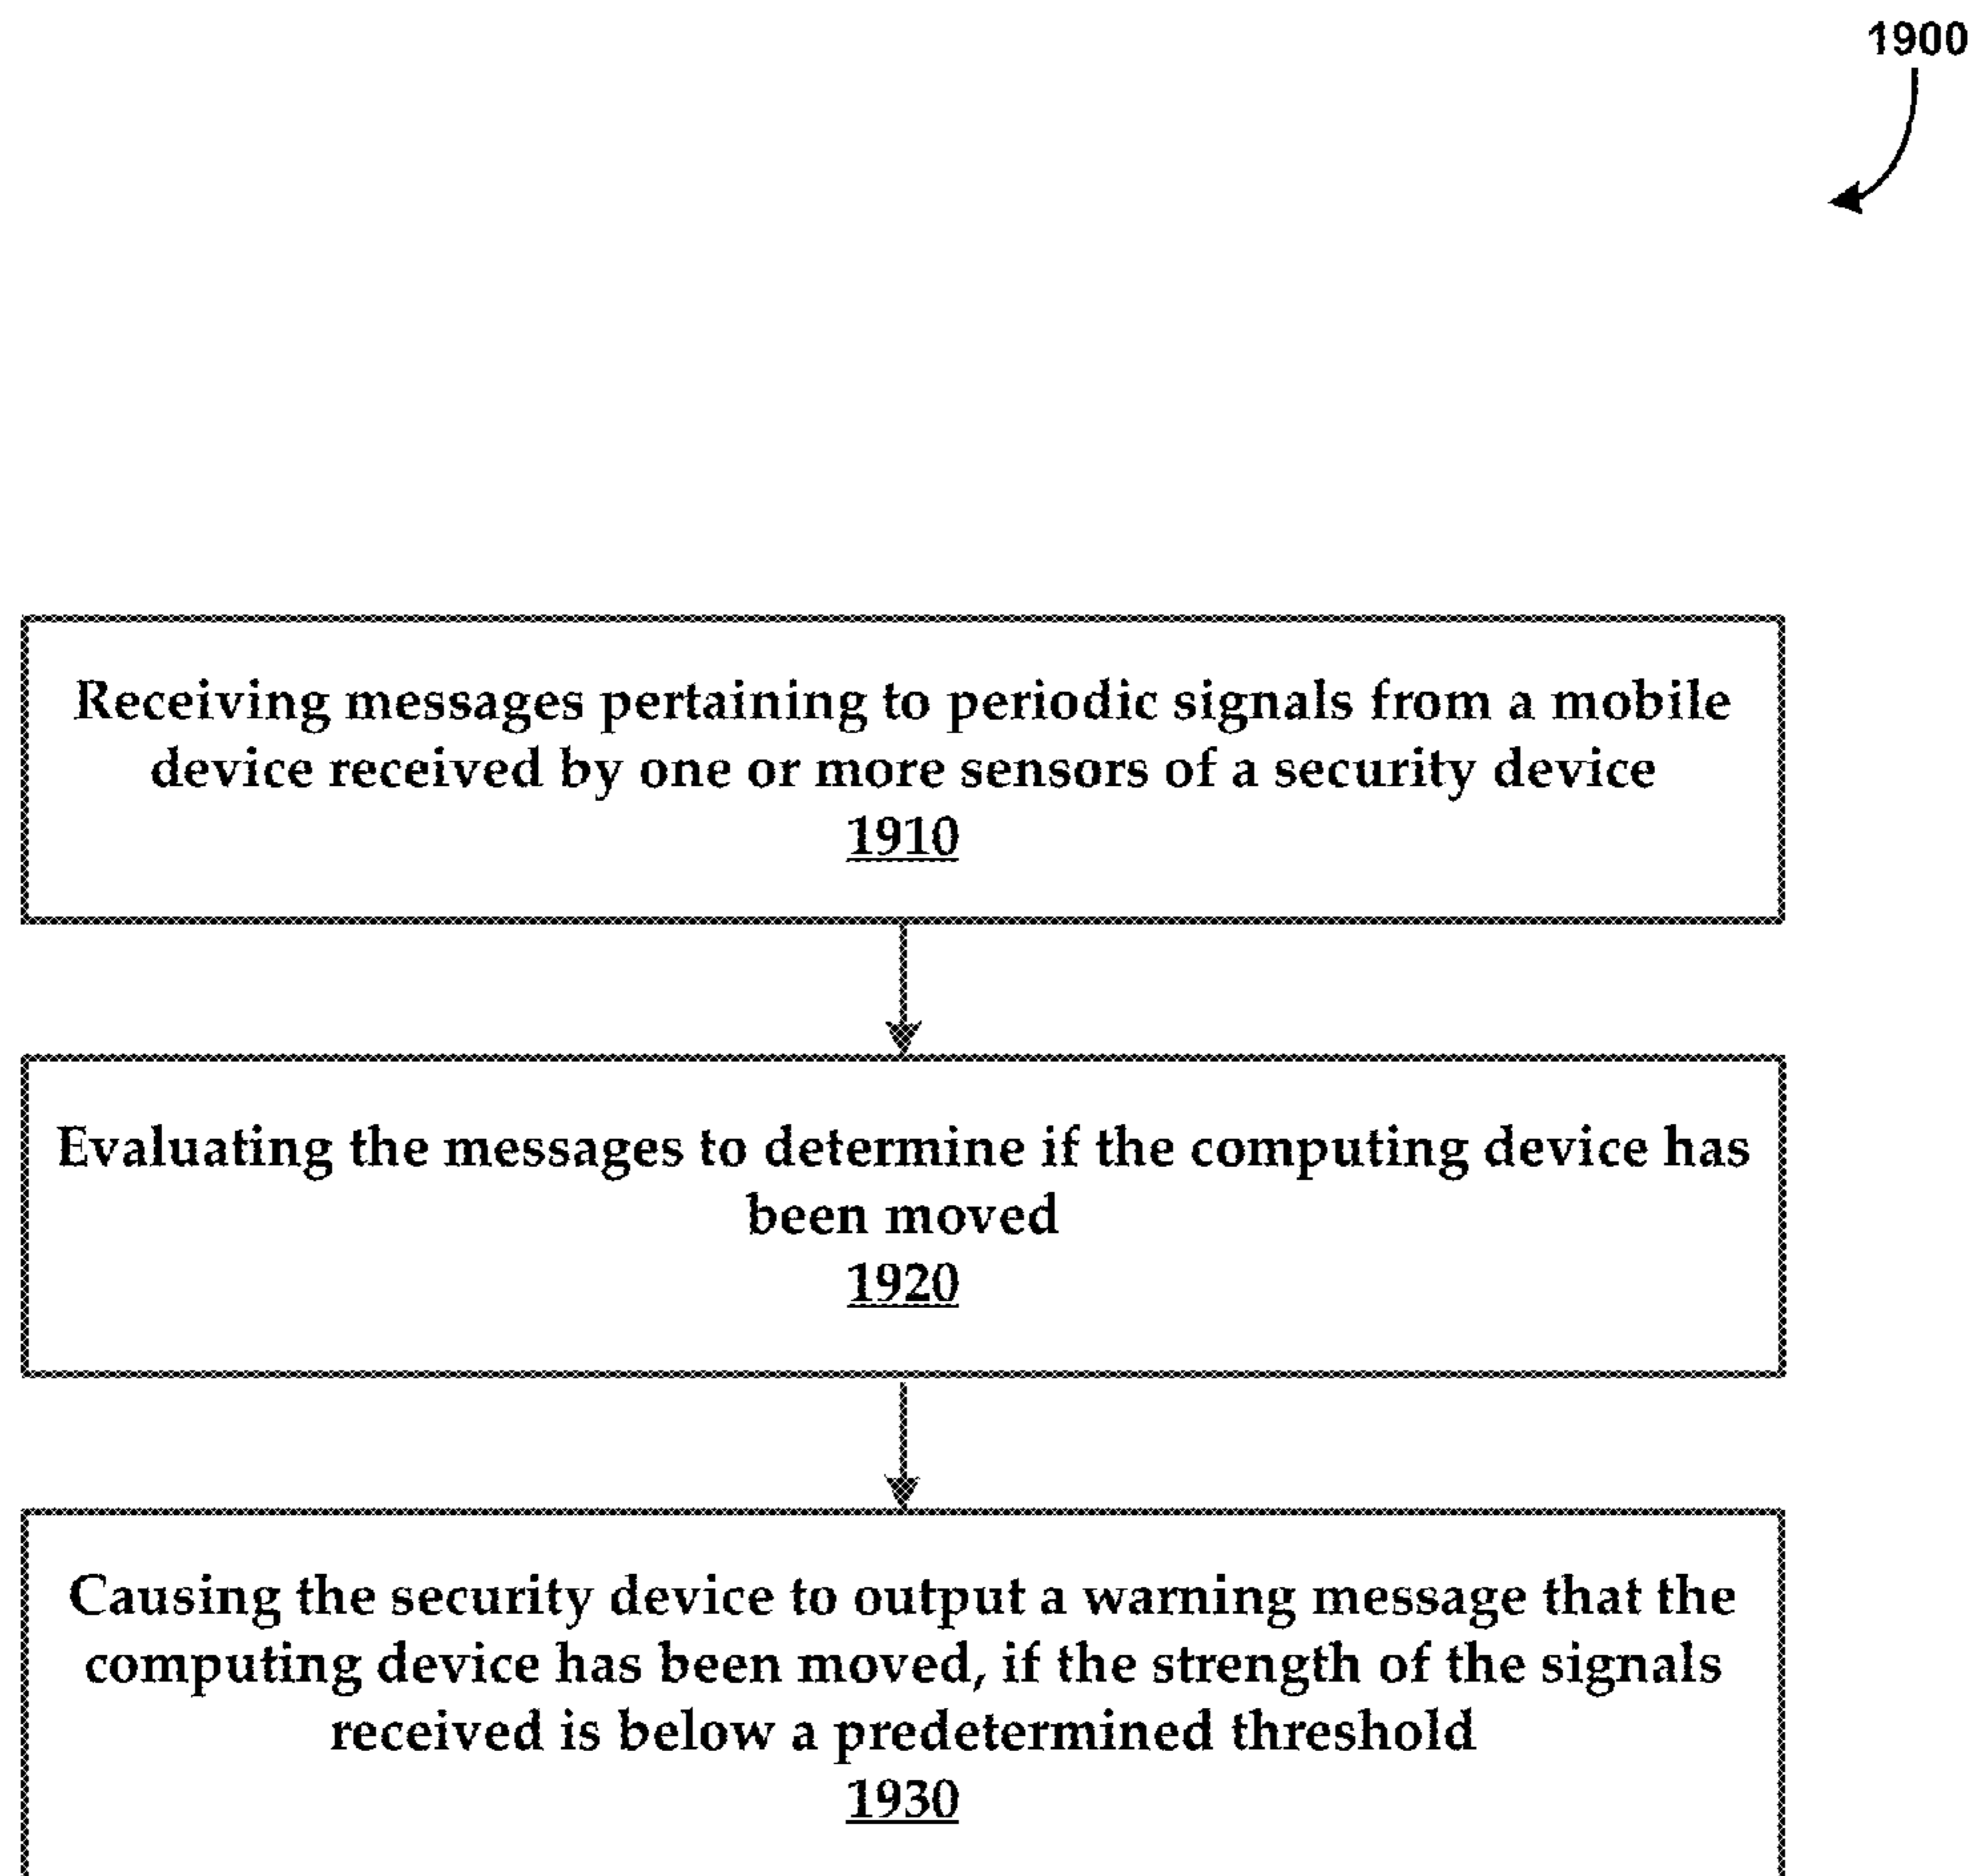 1900
Receiving messages pertaining to periodic signals from a mobile
device received by one or more sensors of a security device
1910
Evaluating the messages to determine if the computing device has
been moved
1920
Causing the security device to output a warning message that the
computing device has been moved, if the strength of the signals
received is below a predetermined threshold
1930